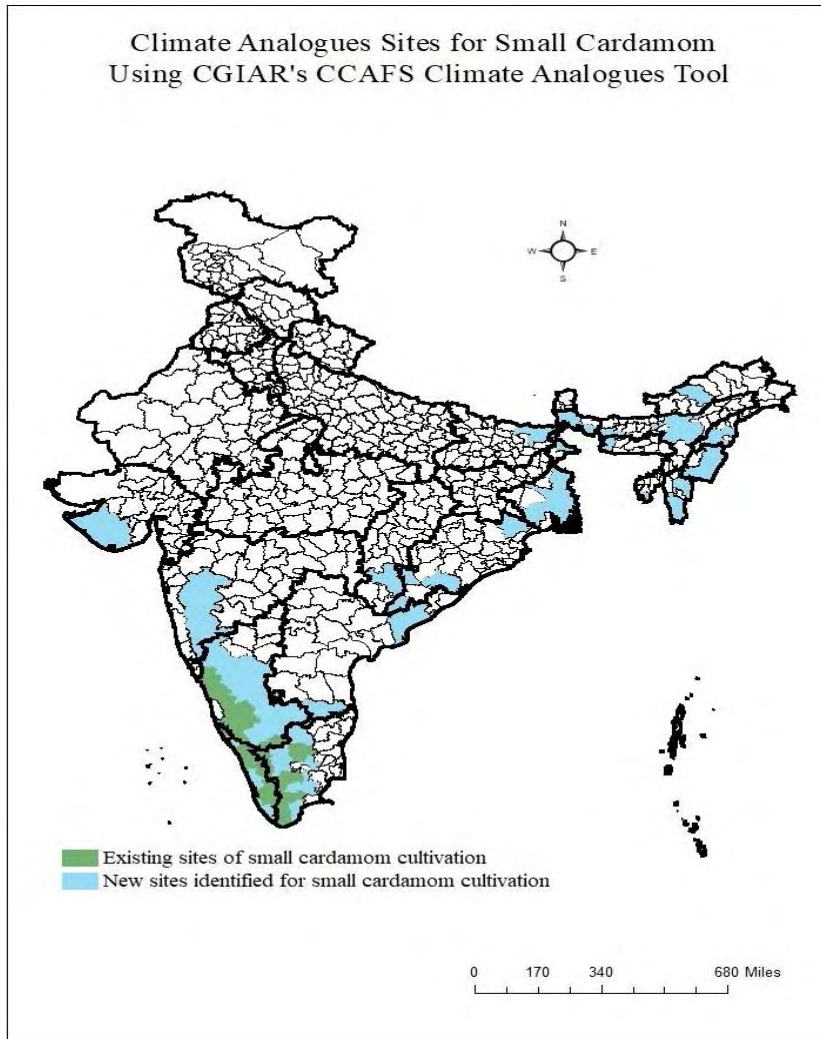 Climate Analogues Sites for Small Cardamom
Using CGIAR's CCAFS Climate Analogues Tool
N
W E
S
Existing sites of small cardamom cultivation
New sites identified for small cardamom cultivation
0 170 340 680 Miles